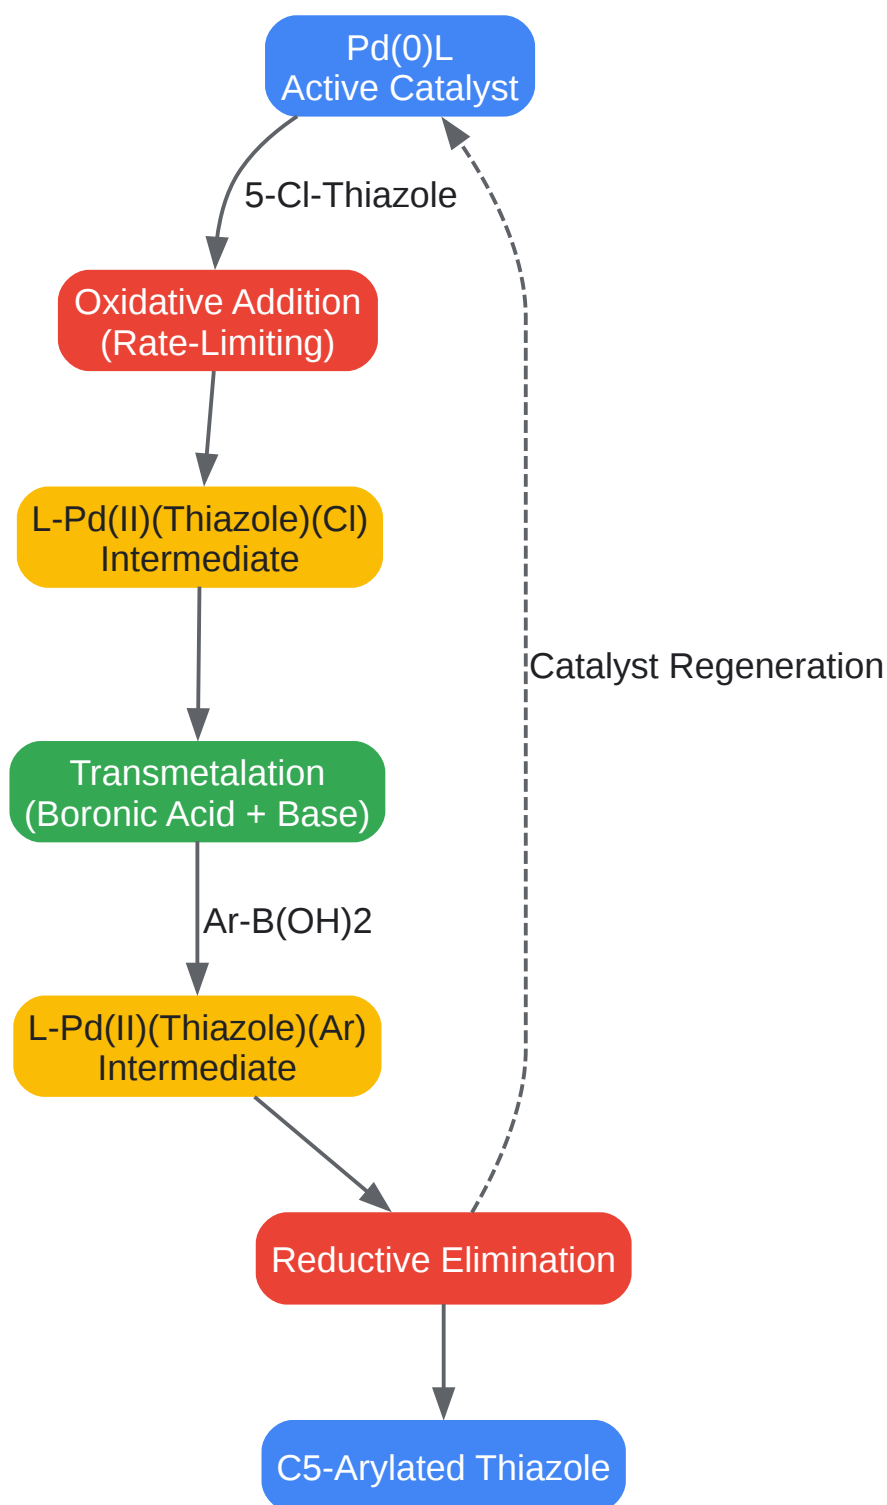 Pd(0)L
Active Catalyst
5-Cl-Thiazole
Oxidative Addition
(Rate-Limiting)
L-Pd(II)(Thiazole)(Cl)
Intermediate
Catalyst Regeneration
Transmetalation
(Boronic Acid + Base)
Ar-B(OH)2
L-Pd(II)(Thiazole)(Ar)
Intermediate
Reductive Elimination
C5-Arylated Thiazole